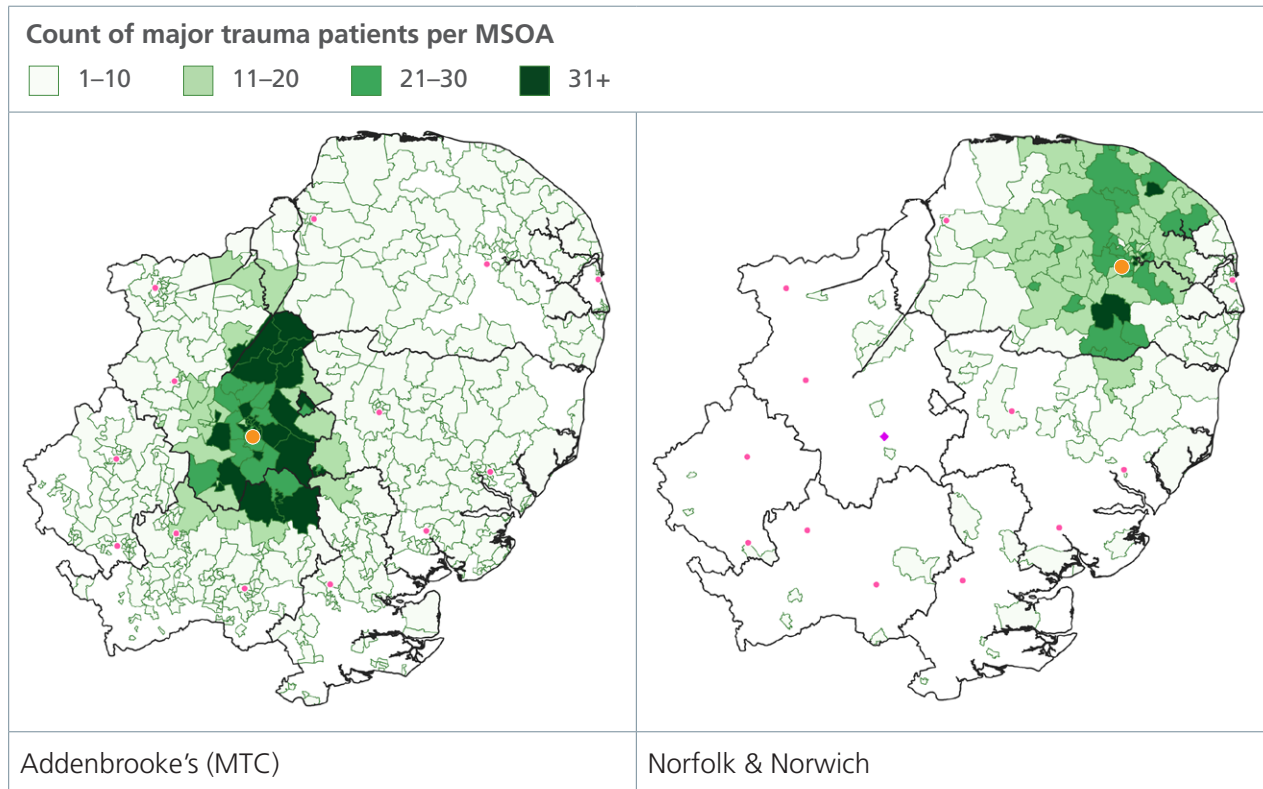 Count of major trauma patients per MSOA
1–10 11–20 21–30 31+
Addenbrooke’s (MTC)
Norfolk & Norwich